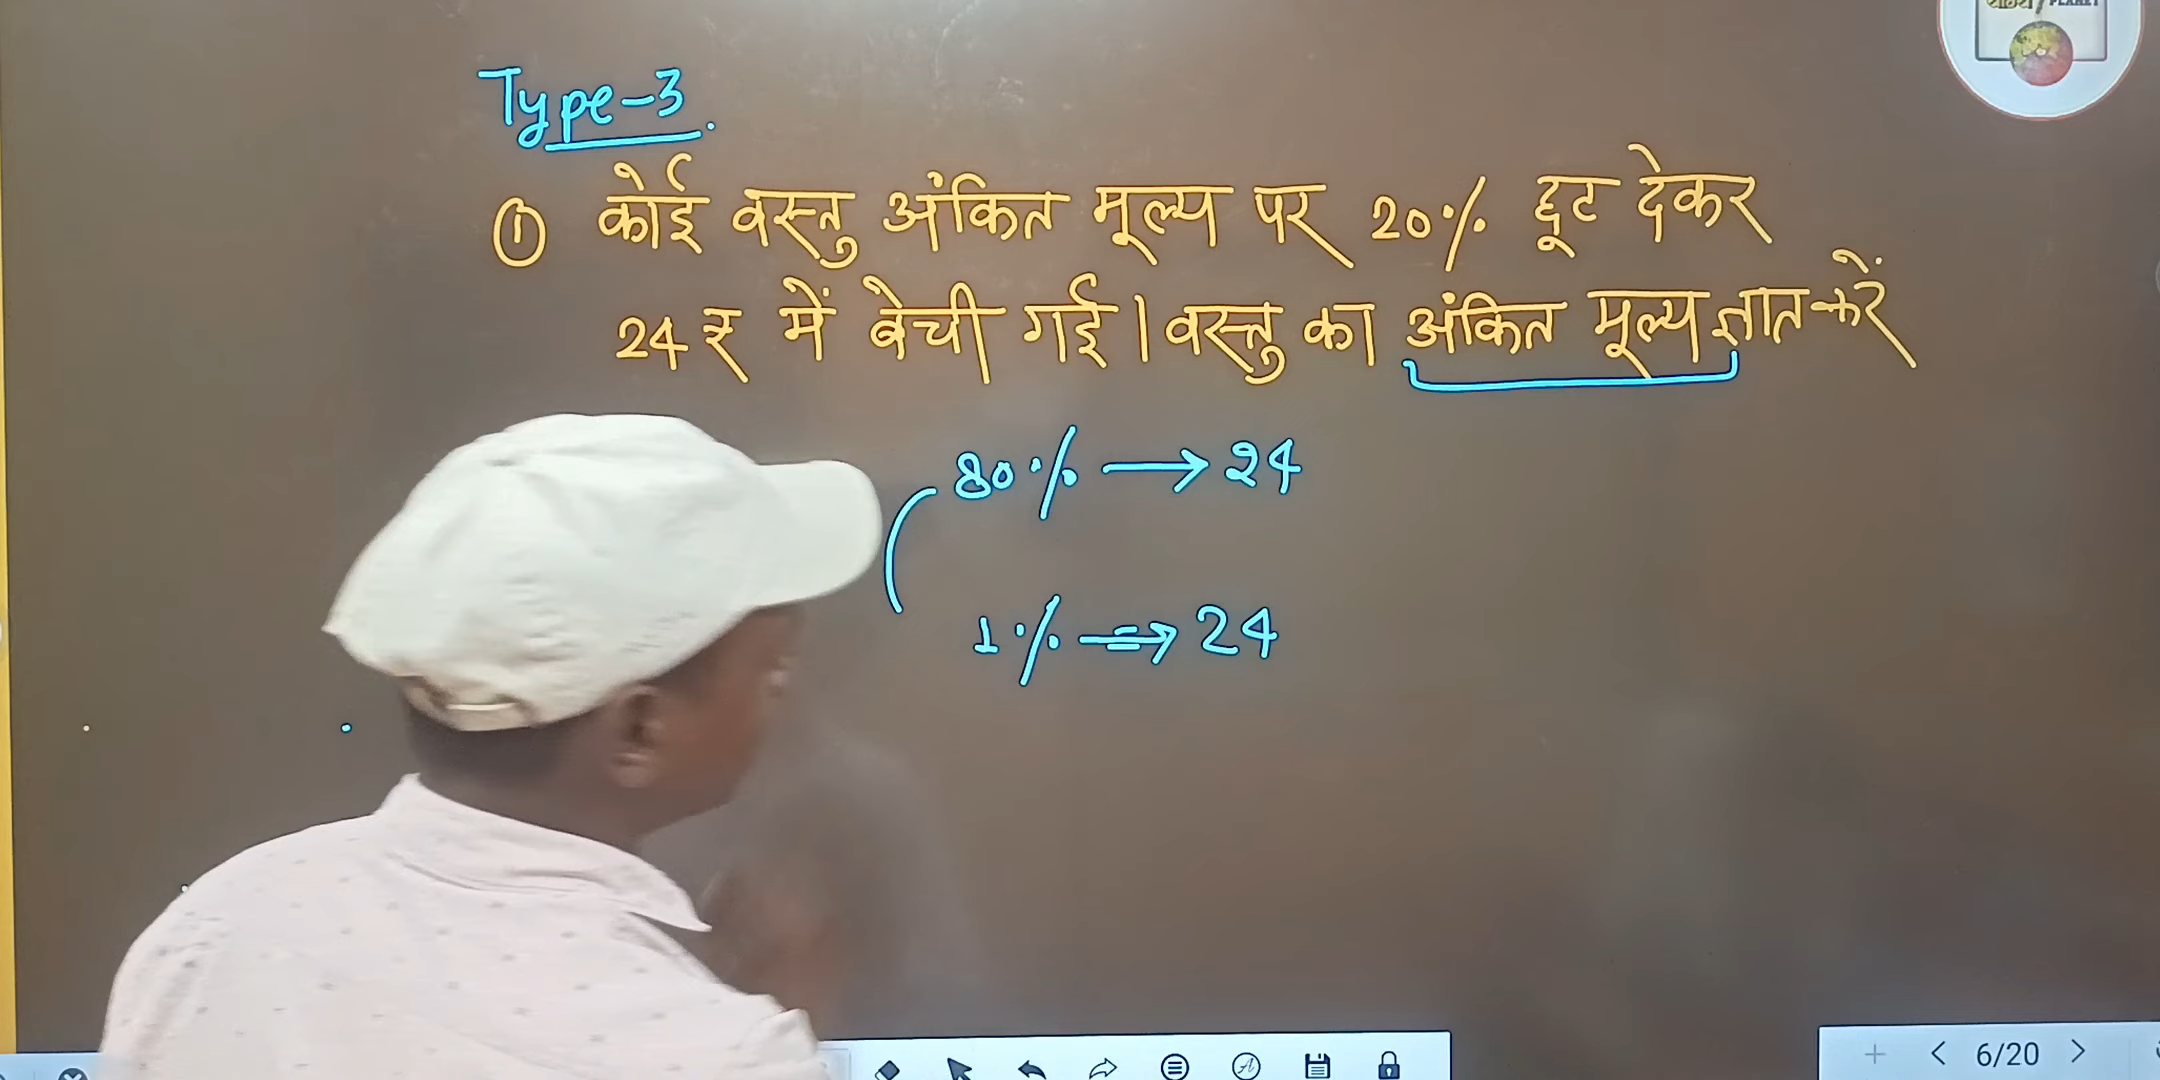 Type-3.
① कोई वस्तु अंकित मूल्य पर 20% छूट देकर
24 ₹ में बेची गई। वस्तु का अंकित मूल्य ज्ञात करें
80% → 24
1% ⇒ 24
6/20